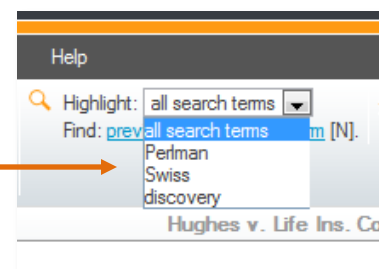 Help
Highlight: all search terms
Find: prev all search terms m [N].
Perlman
Swiss
discovery
Hughes v. Life Ins. Co